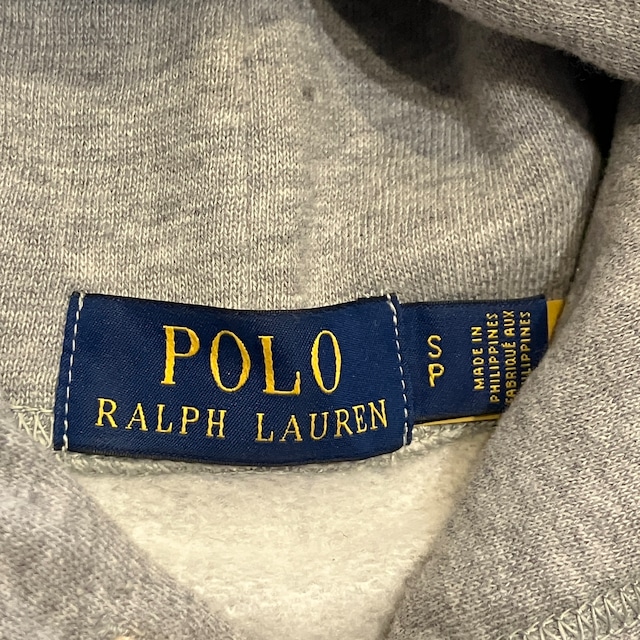 POLO
RALPH LAUREN
S
P
MADE IN
PHILIPPINES
FABRIQUÉ AUX
PHILIPPINES